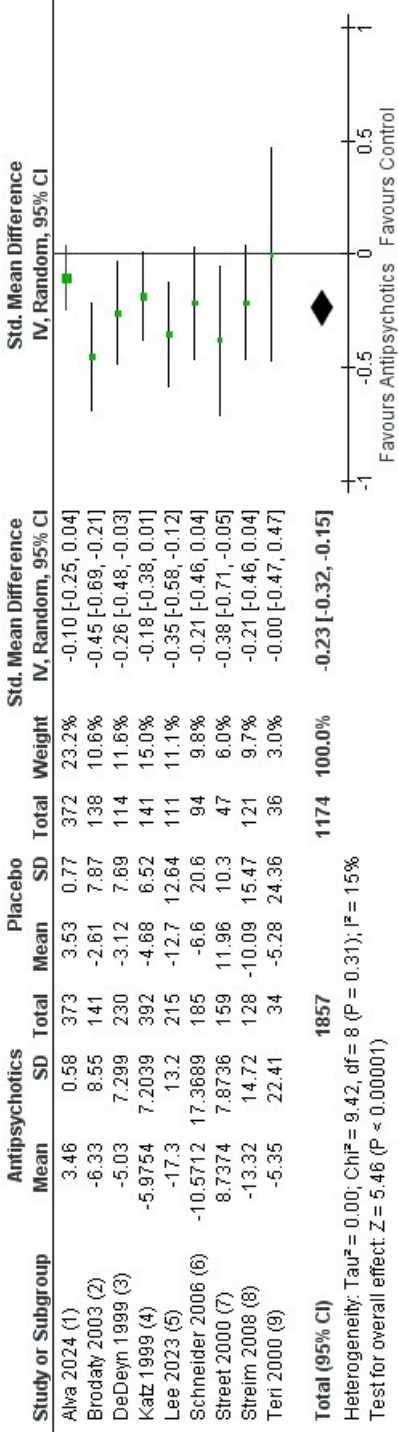 Antipsychotics Placebo Std. Mean Difference Std. Mean Difference
Study or Subgroup Mean SD Total Mean SD Total Weight IV, Random, 95% CI IV, Random, 95% CI
Alva 2024 (1) 3.46 0.58 373 3.53 0.77 372 23.2% -0.10 [-0.25, 0.04]
Brodaty 2003 (2) -6.33 8.55 141 -2.61 7.87 138 10.6% -0.45 [-0.69, -0.21]
DeDeyn 1999 (3) -5.03 7.299 230 -3.12 7.69 114 11.6% -0.26 [-0.48, -0.03]
Katz 1999 (4) -5.9754 7.2039 392 -4.68 6.52 141 15.0% -0.18 [-0.38, 0.01]
Lee 2023 (5) -17.3 13.2 215 -12.7 12.64 111 11.1% -0.35 [-0.58, -0.12]
Schneider 2006 (6) -10.5712 17.3689 185 -6.6 20.6 94 9.8% -0.21 [-0.46, 0.04]
Street 2000 (7) 8.7374 7.8736 159 11.96 10.3 47 6.0% -0.38 [-0.71, -0.05]
Streim 2008 (8) -13.32 14.72 128 -10.09 15.47 121 9.7% -0.21 [-0.46, 0.04]
Teri 2000 (9) -5.35 22.41 34 -5.28 24.36 36 3.0% -0.00 [-0.47, 0.47]
Total (95% CI) 1857 1174 100.0% -0.23 [-0.32, -0.15]
Heterogeneity: Tau² = 0.00; Chi² = 9.42, df = 8 (P = 0.31); I² = 15%
Test for overall effect: Z = 5.46 (P < 0.00001)
-1 -0.5 0 0.5 1
Favours Antipsychotics Favours Control